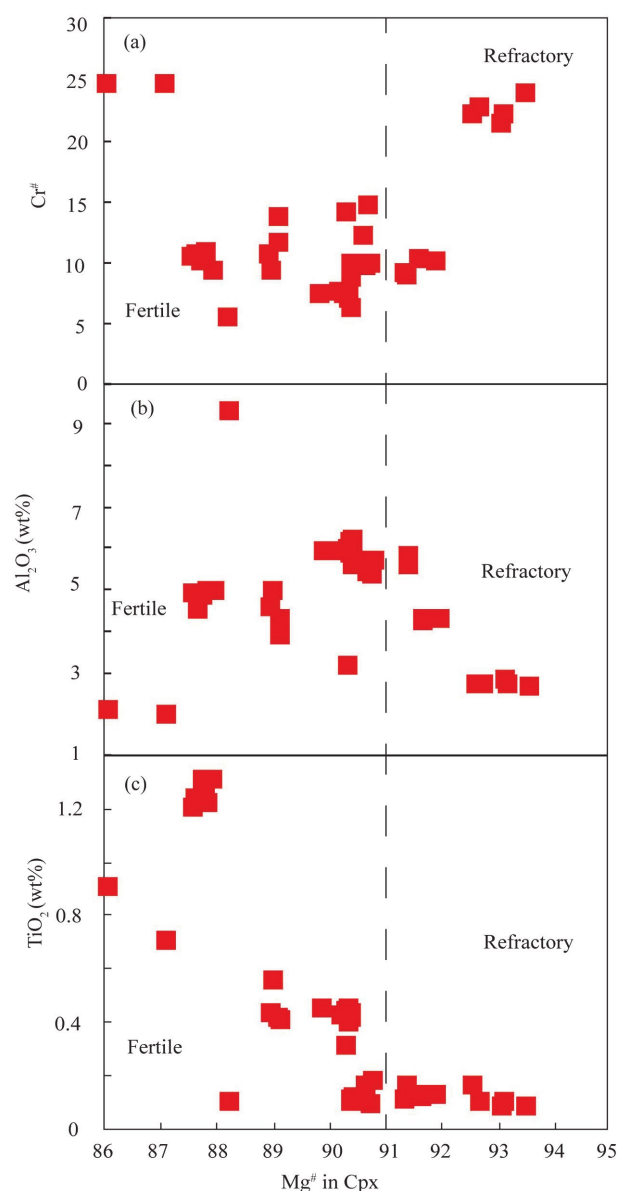 30
(a)
Refractory
25
20
Cr#
15
10
Fertile
5
0
(b)
9
7
Al2O3 (wt%)
5
Fertile
Refractory
3
1
(c)
1.2
0.8
TiO2 (wt%)
Refractory
0.4
Fertile
0
86 87 88 89 90 91 92 93 94 95
Mg# in Cpx